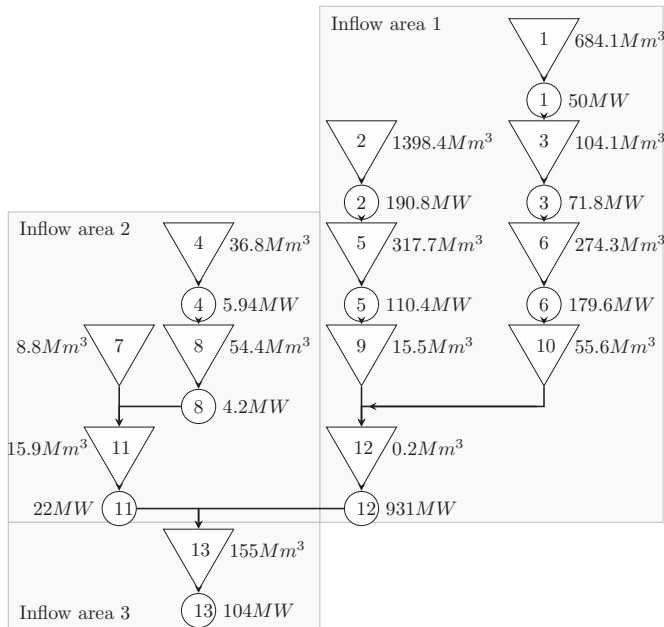 Inflow area 1
1 684.1Mm³
1 50MW
2 1398.4Mm³
3 104.1Mm³
2 190.8MW
3 71.8MW
Inflow area 2
4 36.8Mm³
5 317.7Mm³
6 274.3Mm³
4 5.94MW
5 110.4MW
6 179.6MW
8.8Mm³ 7
8 54.4Mm³
9 15.5Mm³
10 55.6Mm³
8 4.2MW
15.9Mm³ 11
12 0.2Mm³
22MW 11
12 931MW
13 155Mm³
Inflow area 3
13 104MW